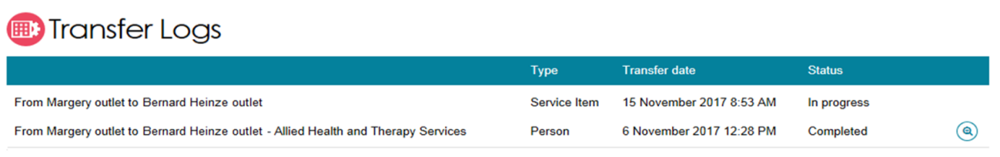 Transfer Logs
Type Transfer date Status
From Margery outlet to Bernard Heinze outlet Service Item 15 November 2017 8:53 AM In progress
From Margery outlet to Bernard Heinze outlet - Allied Health and Therapy Services Person 6 November 2017 12:28 PM Completed